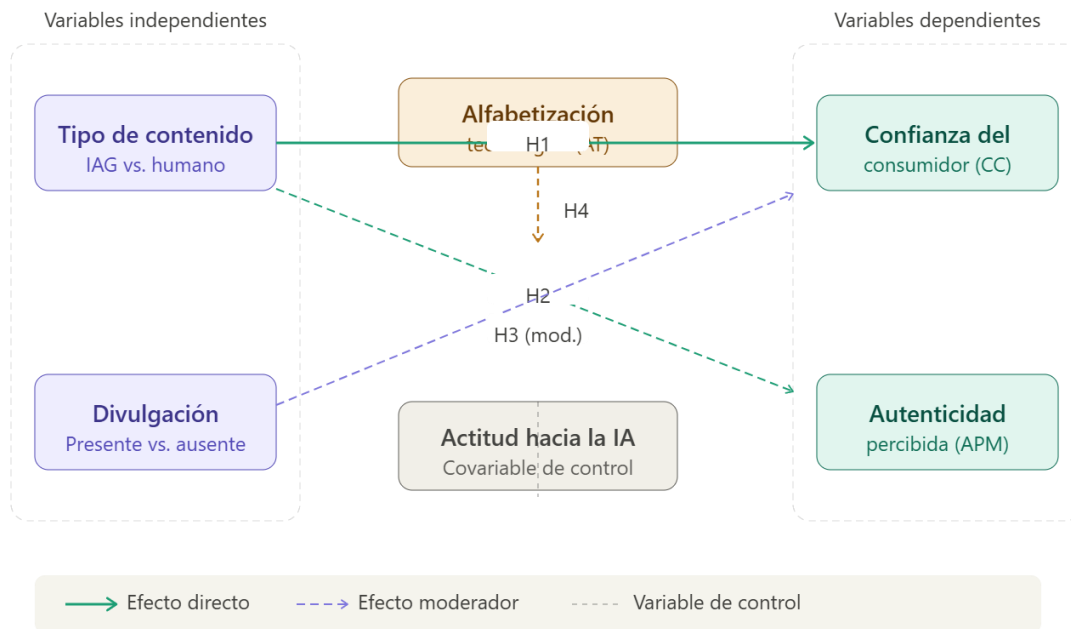 Variables independientes
Variables dependientes
Tipo de contenido
IAG vs. humano
Alfabetización
H1
AT)
Confianza del
consumidor (CC)
H4
H2
H3 (mod.)
Divulgación
Presente vs. ausente
Actitud hacia la IA
Covariable de control
Autenticidad
percibida (APM)
Efecto directo
Efecto moderador
Variable de control